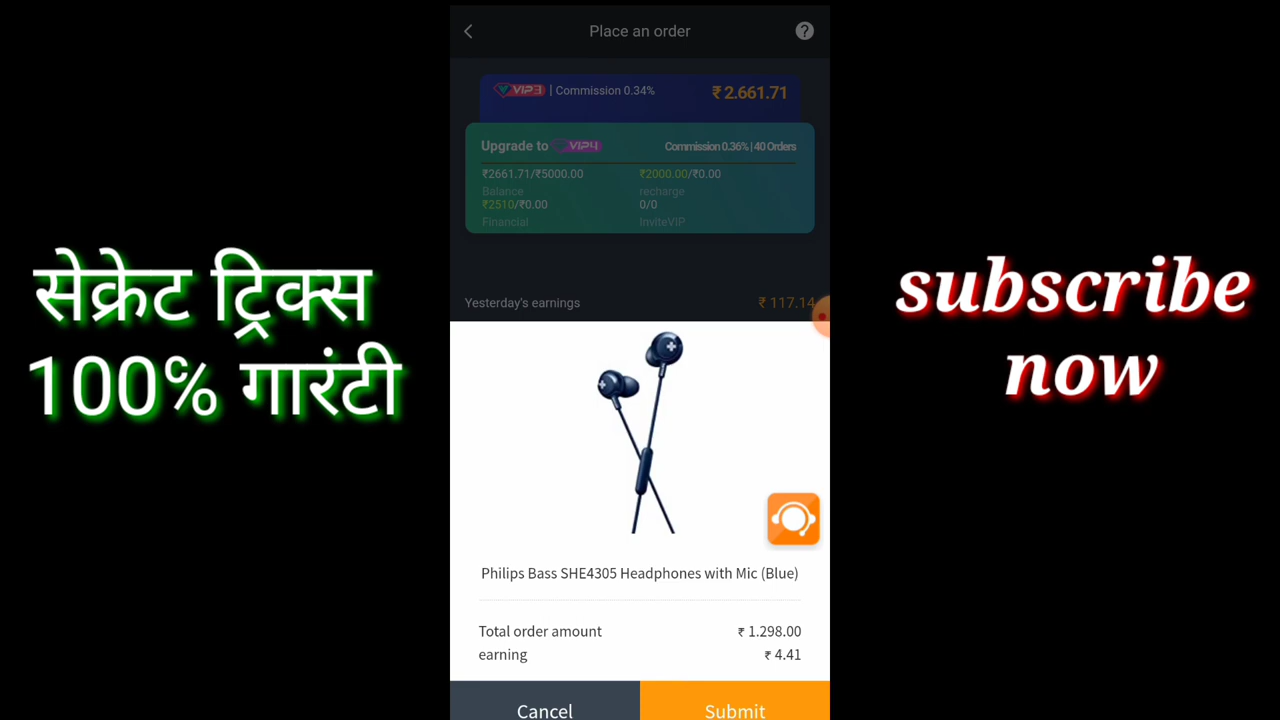 Place an order
VIP3 | Commission 0.34%
₹ 2.661.71
Upgrade to VIP4
Commission 0.36% | 40 Orders
₹2661.71/₹5000.00
₹2000.00/₹0.00
Balance
recharge
₹2510/₹0.00
0/0
Financial
InviteVIP
Yesterday's earnings
₹ 117.14
सेक्रेट ट्रिक्स
100% गारंटी
subscribe
now
Philips Bass SHE4305 Headphones with Mic (Blue)
Total order amount
₹ 1.298.00
earning
₹ 4.41
Cancel
Submit